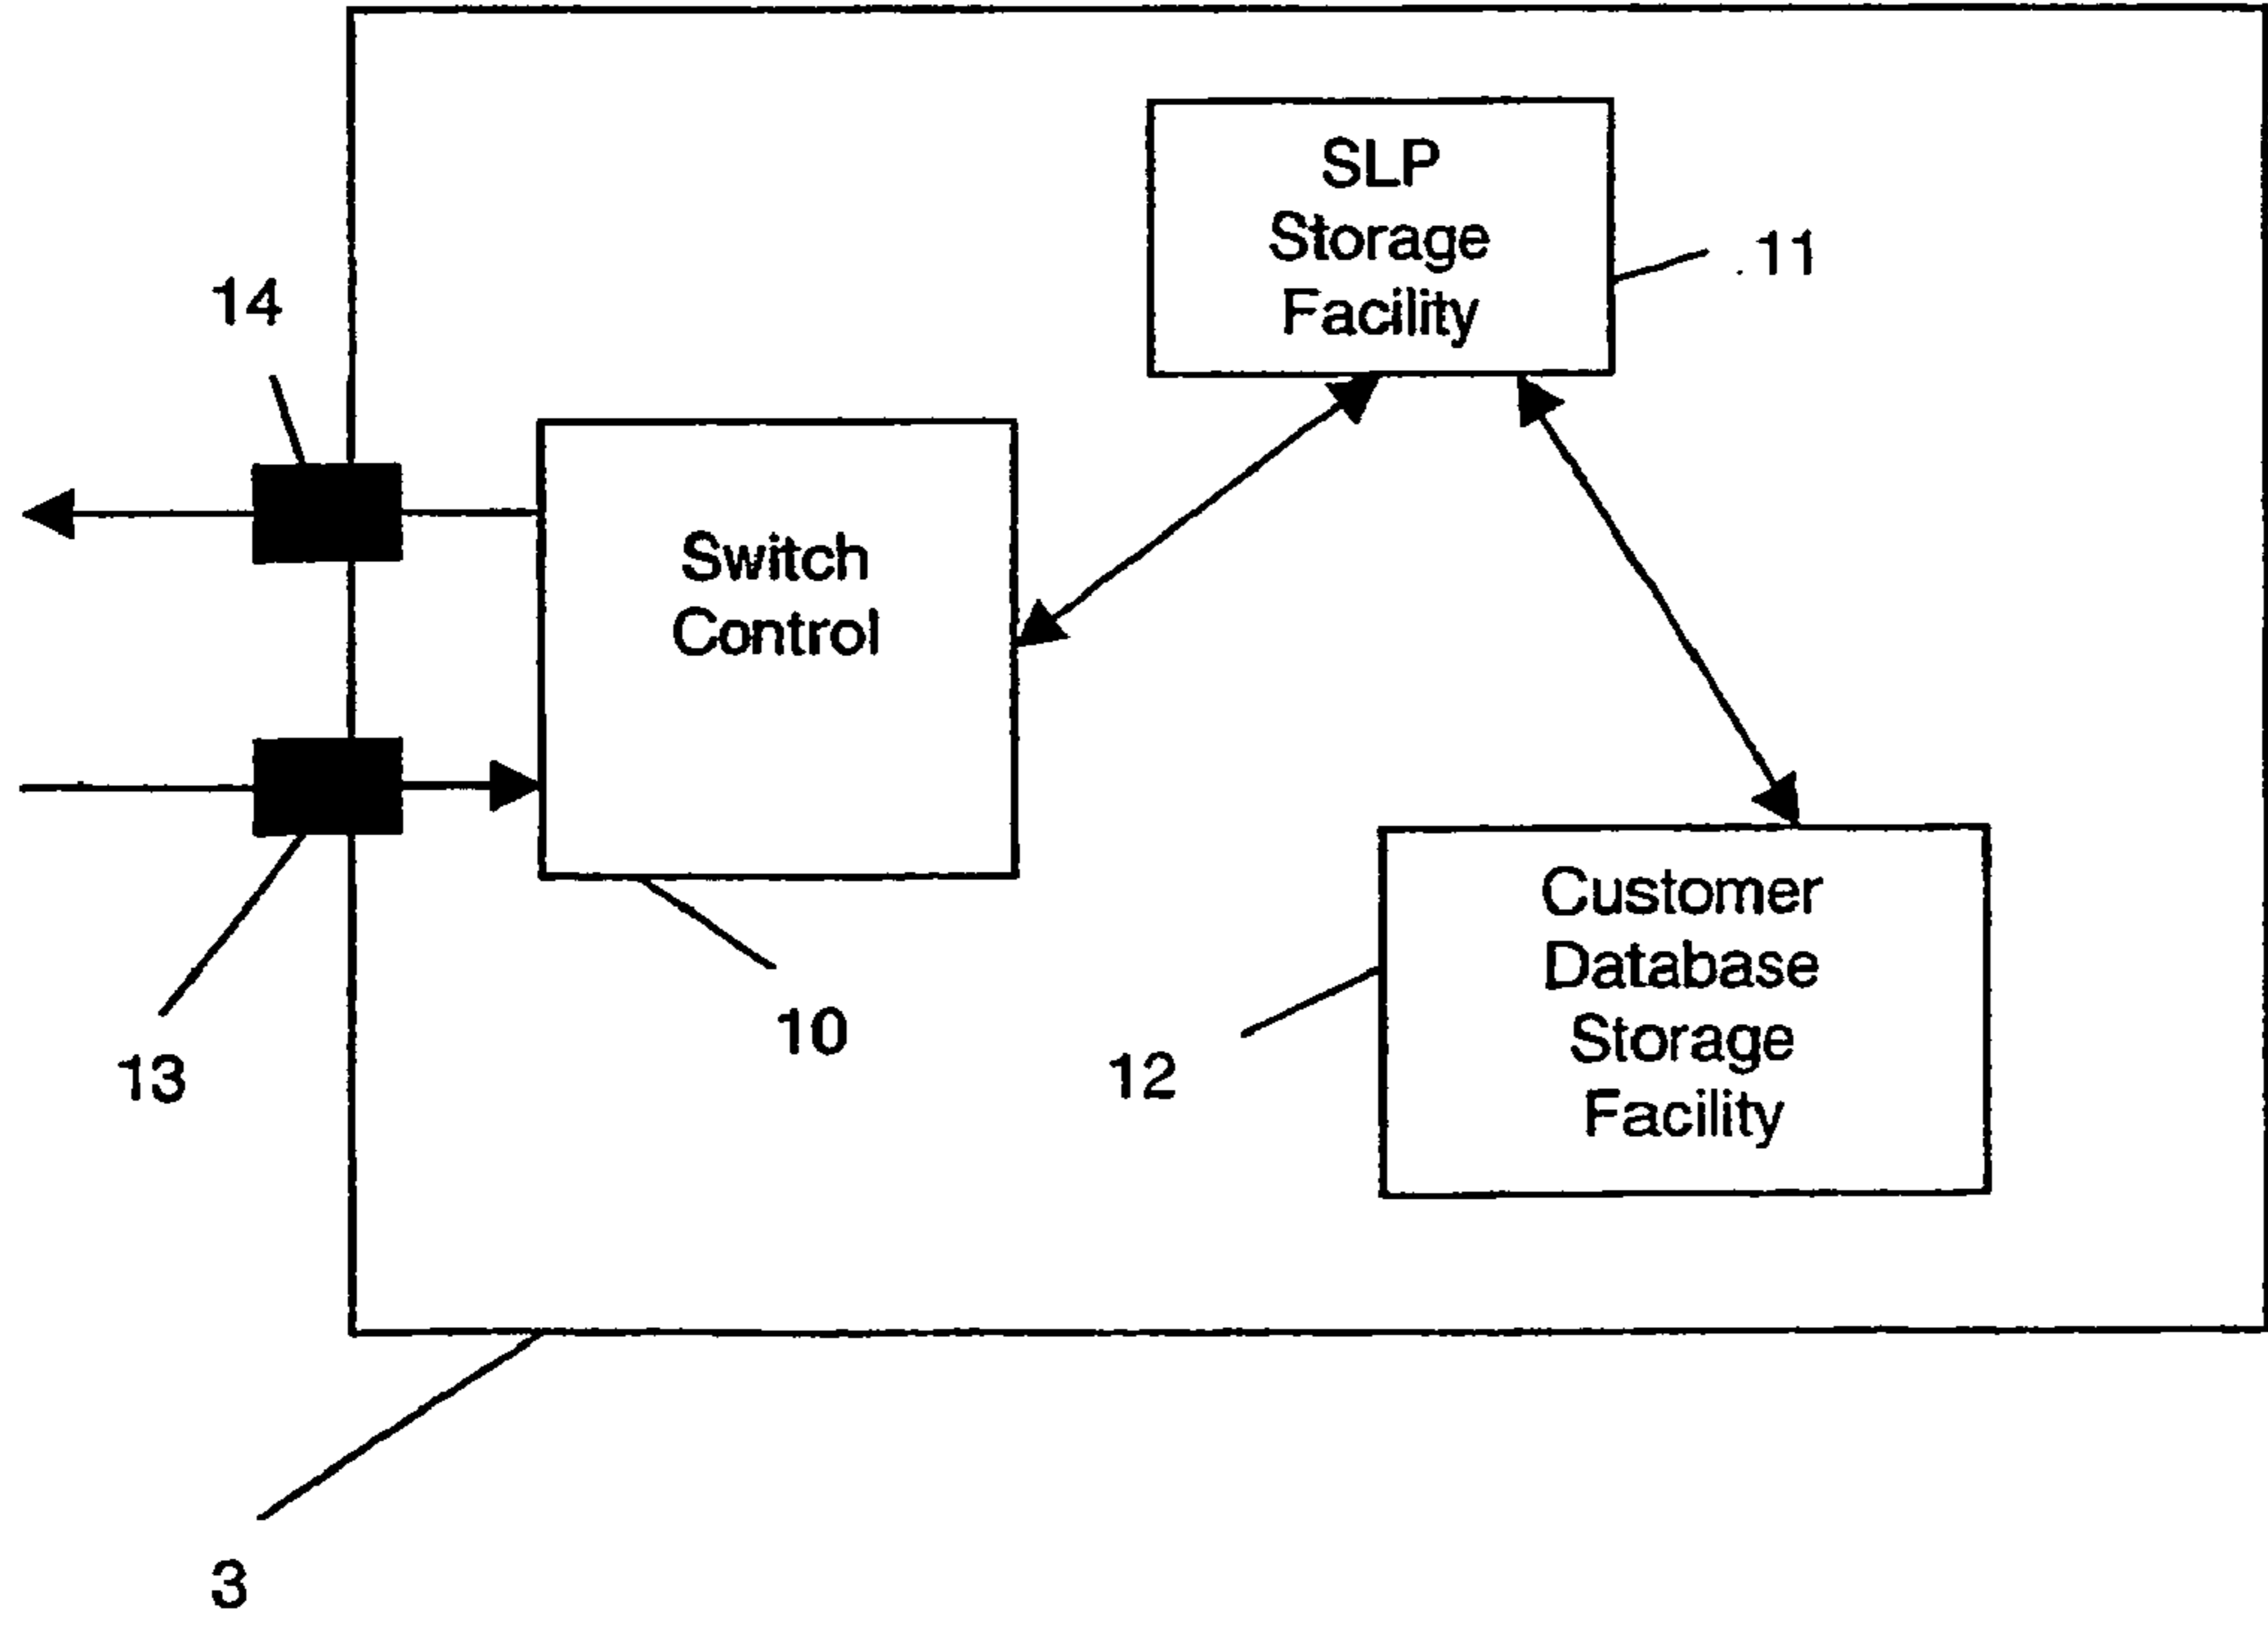 SLP
Storage
Facility
.11
14
Switch
Control
Customer
Database
Storage
Facility
10
12
13
3